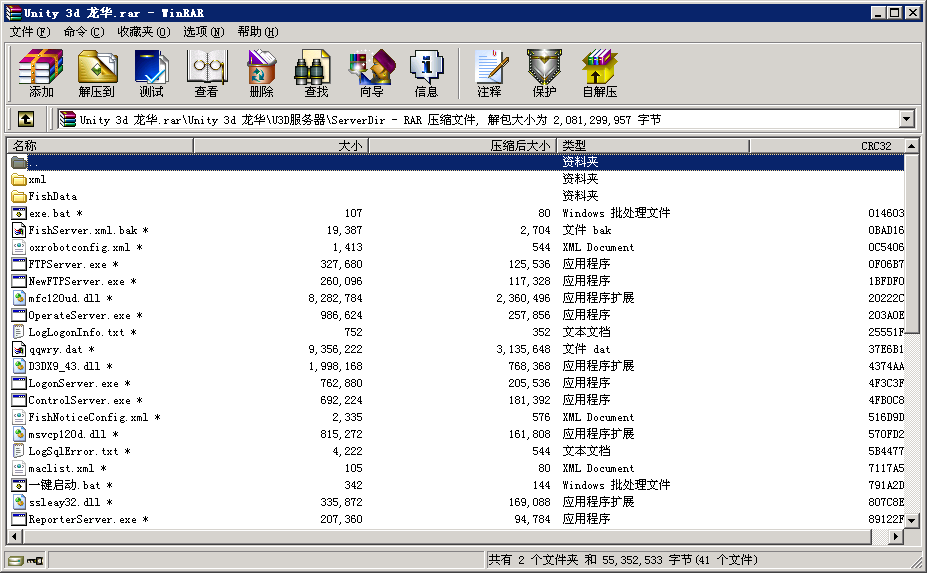 Unity 3d 龙华.rar - WinRAR
文件(F) 命令(C) 收藏夹(O) 选项(N) 帮助(H)
添加 解压到 测试 查看 删除 查找 向导 信息 注释 保护 自解压
Unity 3d 龙华.rar\Unity 3d 龙华\U3D服务器\ServerDir - RAR 压缩文件, 解包大小为 2,081,299,957 字节
名称 大小 压缩后大小 类型 CRC32
.. 资料夹
xml 资料夹
FishData 资料夹
exe.bat * 107 80 Windows 批处理文件 014603
FishServer.xml.bak * 19,387 2,704 文件 bak 0BAD16
oxrobotconfig.xml * 1,413 544 XML Document 0C5406
FTPServer.exe * 327,680 125,536 应用程序 0F06B7
NewFTPServer.exe * 260,096 117,328 应用程序 1BFDF0
mfc120ud.dll * 8,282,784 2,360,496 应用程序扩展 20222C
OperateServer.exe * 986,624 257,856 应用程序 203A0E
LogLogonInfo.txt * 752 352 文本文档 25551F
qqwry.dat * 9,356,222 3,135,648 文件 dat 37E6B1
D3DX9_43.dll * 1,998,168 768,368 应用程序扩展 4374AA
LogonServer.exe * 762,880 205,536 应用程序 4F3C3F
ControlServer.exe * 692,224 181,392 应用程序 4FB0C8
FishNoticeConfig.xml * 2,335 576 XML Document 516D9D
msvcp120d.dll * 815,272 161,808 应用程序扩展 570FD2
LogSqlError.txt * 4,222 544 文本文档 5B4477
maclist.xml * 105 80 XML Document 7117A5
一键启动.bat * 342 144 Windows 批处理文件 791A2D
ssleay32.dll * 335,872 169,088 应用程序扩展 807C8E
ReporterServer.exe * 207,360 94,784 应用程序 89122F
共有 2 个文件夹 和 55,352,533 字节(41 个文件)